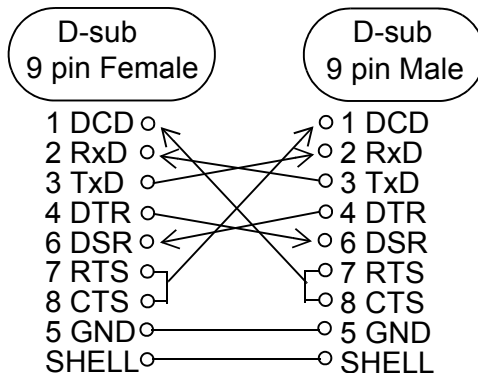 D-sub
9 pin Female
1 DCD
2 RxD
3 TxD
4 DTR
6 DSR
7 RTS
8 CTS
5 GND
SHELL
D-sub
9 pin Male
1 DCD
2 RxD
3 TxD
4 DTR
6 DSR
7 RTS
8 CTS
5 GND
SHELL